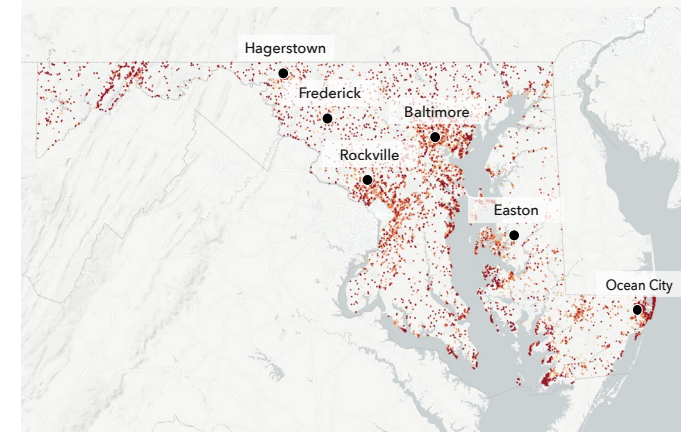 Hagerstown
Frederick
Baltimore
Rockville
Easton
Ocean City